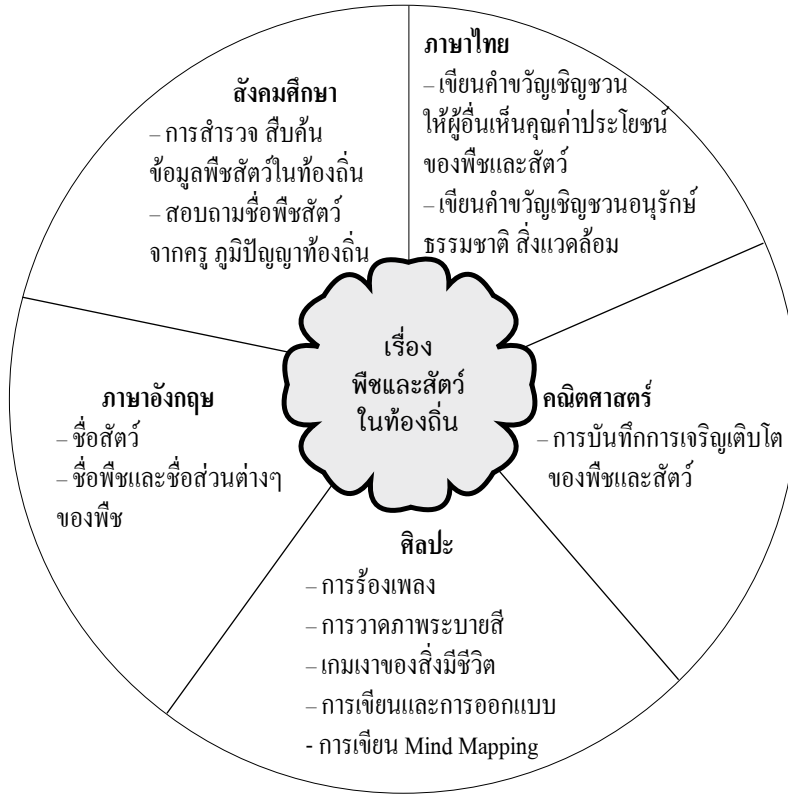 ภาษาไทย
– เขียนคำขวัญเชิญชวน
ให้ผู้อื่นเห็นคุณค่าประโยชน์
ของพืชและสัตว์
– เขียนคำขวัญเชิญชวนอนุรักษ์
ธรรมชาติ สิ่งแวดล้อม
สังคมศึกษา
– การสำรวจ สืบค้น
ข้อมูลพืชสัตว์ในท้องถิ่น
– สอบถามชื่อพืชสัตว์
จากครู ภูมิปัญญาท้องถิ่น
เรื่อง
พืชและสัตว์
ในท้องถิ่น
ภาษาอังกฤษ
– ชื่อสัตว์
– ชื่อพืชและชื่อส่วนต่างๆ
ของพืช
คณิตศาสตร์
– การบันทึกการเจริญเติบโต
ของพืชและสัตว์
ศิลปะ
– การร้องเพลง
– การวาดภาพระบายสี
– เกมเงาของสิ่งมีชีวิต
– การเขียนและการออกแบบ
- การเขียน Mind Mapping